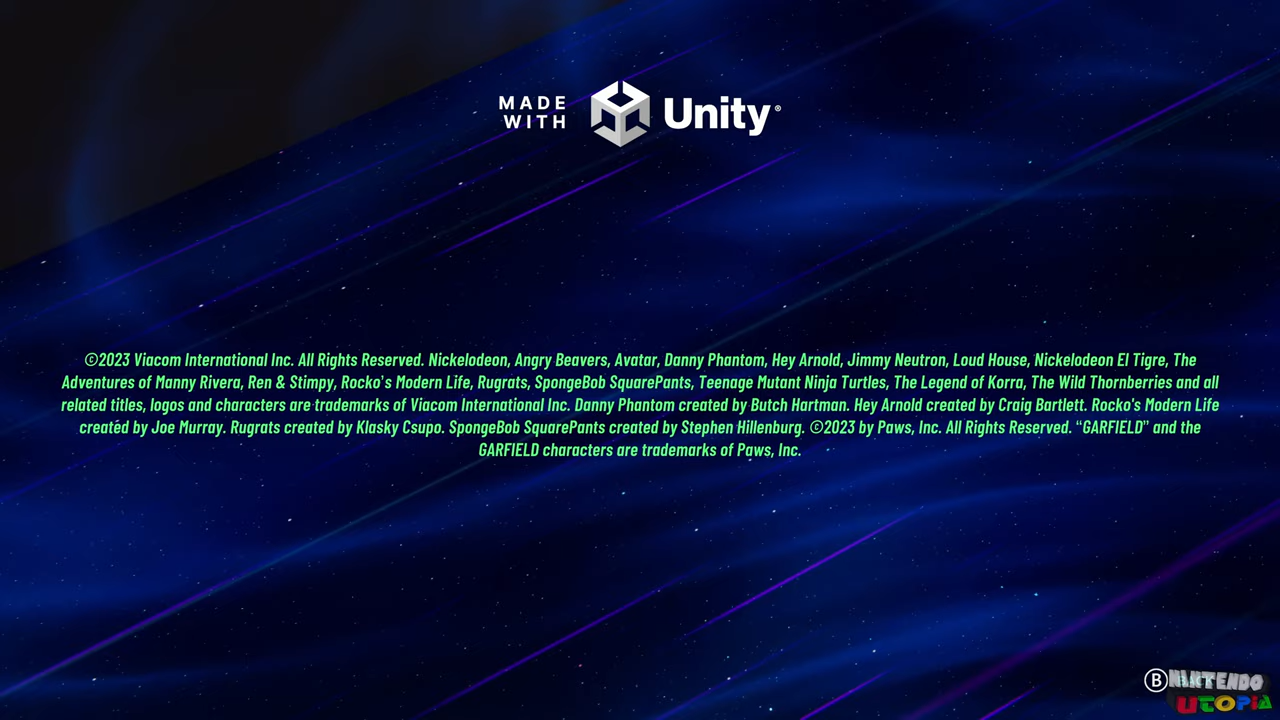 MADE
WITH
Unity®
©2023 Viacom International Inc. All Rights Reserved. Nickelodeon, Angry Beavers, Avatar, Danny Phantom, Hey Arnold, Jimmy Neutron, Loud House, Nickelodeon El Tigre, The
Adventures of Manny Rivera, Ren & Stimpy, Rocko's Modern Life, Rugrats, SpongeBob SquarePants, Teenage Mutant Ninja Turtles, The Legend of Korra, The Wild Thornberries and all
related titles, logos and characters are trademarks of Viacom International Inc. Danny Phantom created by Butch Hartman. Hey Arnold created by Craig Bartlett. Rocko's Modern Life
created by Joe Murray. Rugrats created by Klasky Csupo. SpongeBob SquarePants created by Stephen Hillenburg. ©2023 by Paws, Inc. All Rights Reserved. "GARFIELD" and the
GARFIELD characters are trademarks of Paws, Inc.
B
NINTENDO
UTOPIA